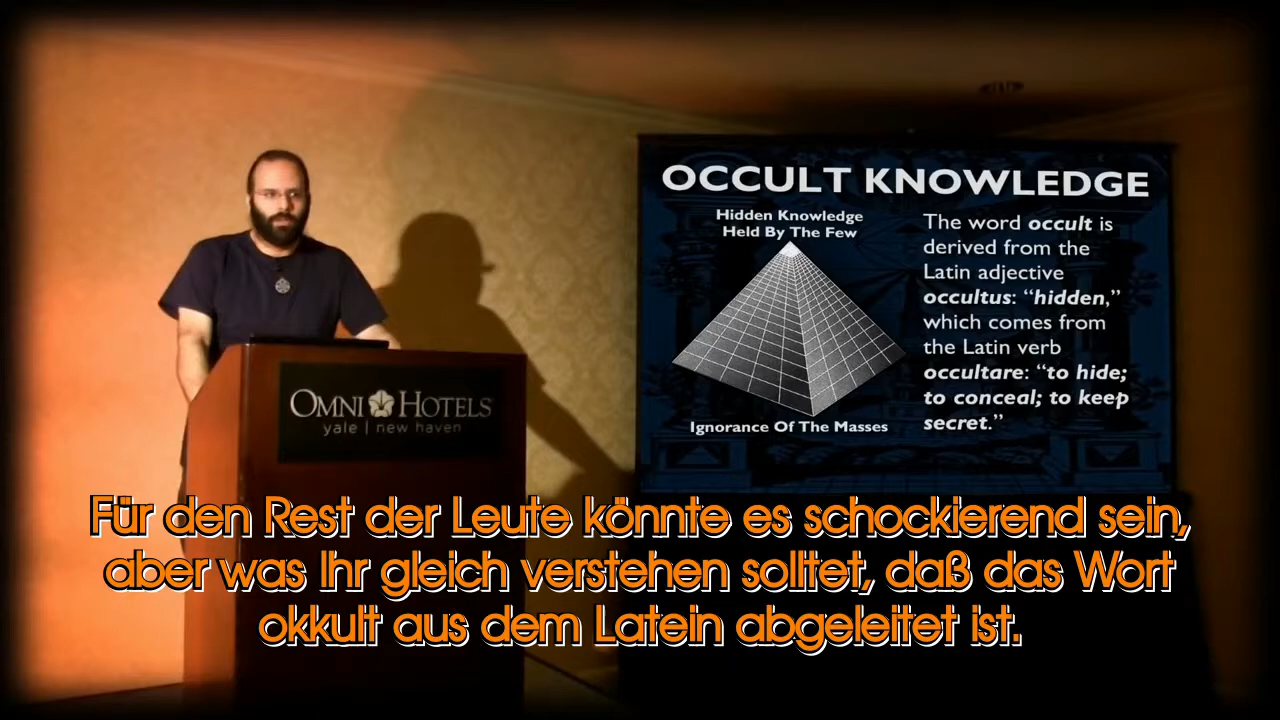 OCCULT KNOWLEDGE
Hidden Knowledge
Held By The Few
Ignorance Of The Masses
The word occult is
derived from the
Latin adjective
occultus: “hidden,”
which comes from
the Latin verb
occultare: “to hide;
to conceal; to keep
secret.”
OMNI HOTELS
yale | new haven
Für den Rest der Leute könnte es schockierend sein,
aber was Ihr gleich verstehen solltet, daß das Wort
okkult aus dem Latein abgeleitet ist.